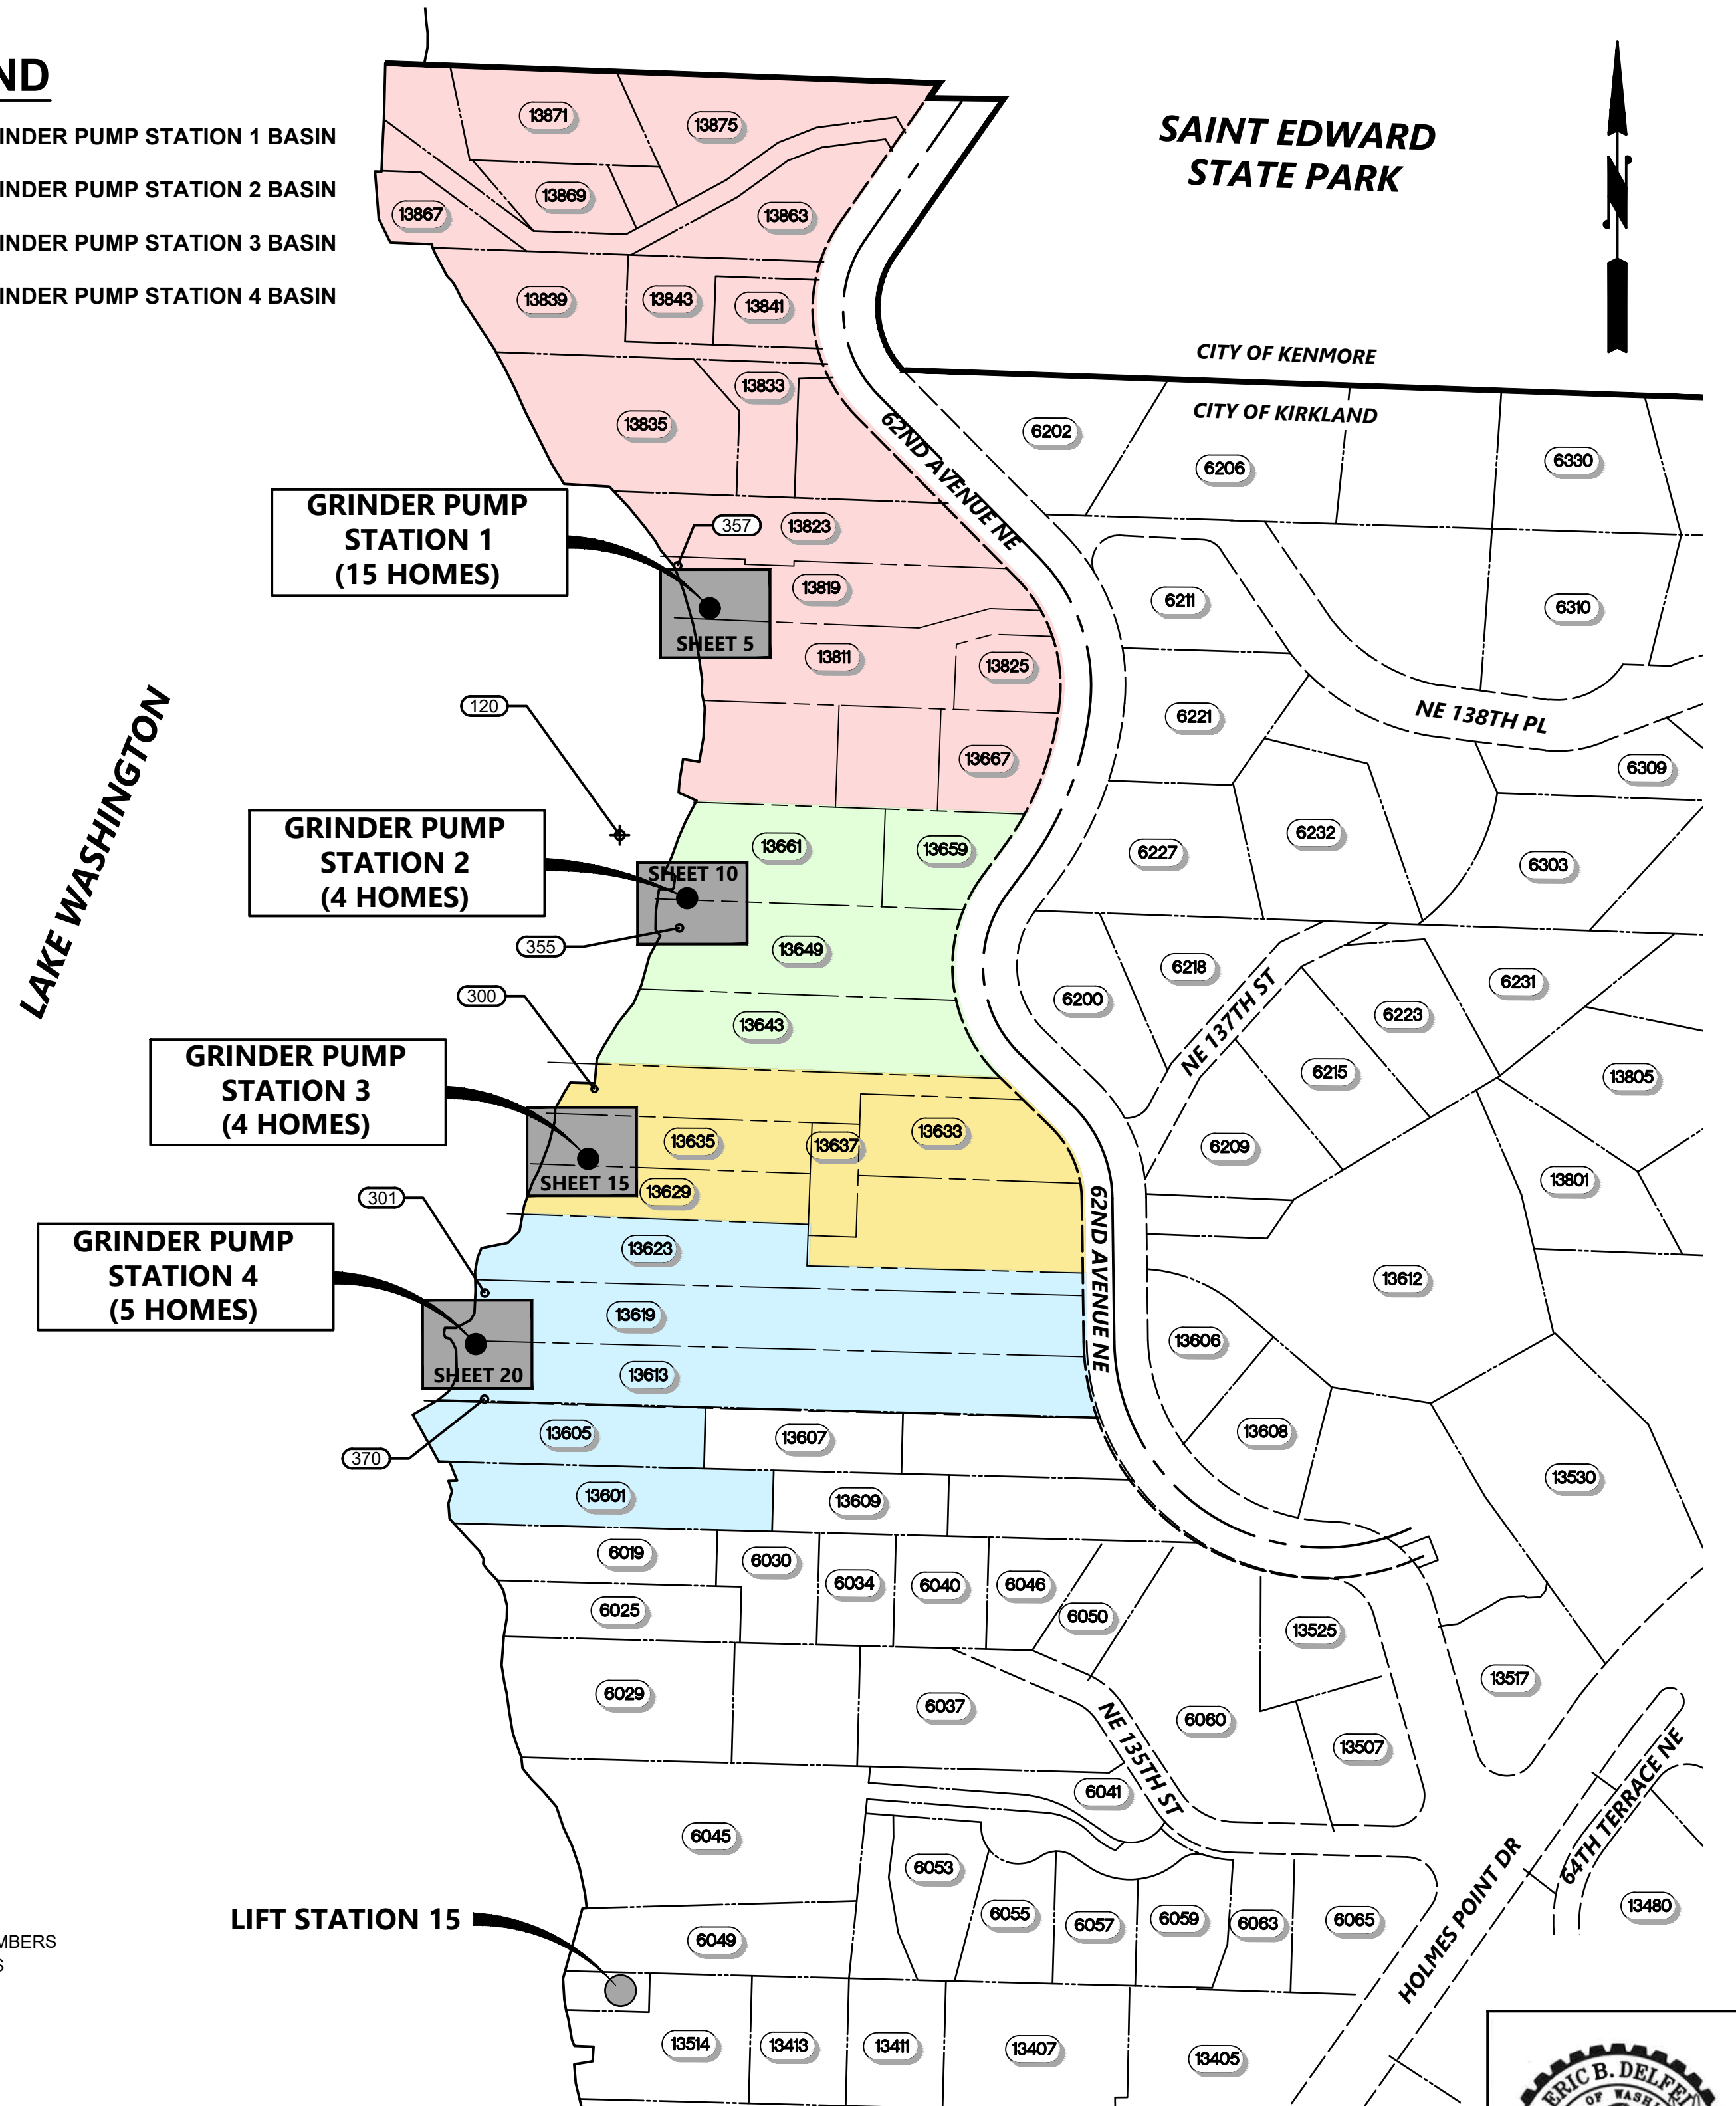 ND
INDER PUMP STATION 1 BASIN
INDER PUMP STATION 2 BASIN
INDER PUMP STATION 3 BASIN
INDER PUMP STATION 4 BASIN
SAINT EDWARD
STATE PARK
N
CITY OF KENMORE
CITY OF KIRKLAND
13871
13875
13869
13867
13863
13839
13843
13841
13833
13835
62ND AVENUE NE
6202
6206
6330
GRINDER PUMP
STATION 1
(15 HOMES)
357
13823
13819
SHEET 5
13811
13825
13667
6211
6310
6221
NE 138TH PL
6309
120
LAKE WASHINGTON
GRINDER PUMP
STATION 2
(4 HOMES)
SHEET 10
355
13661
13659
13649
13643
6227
6232
6303
6218
6200
NE 137TH ST
6231
6223
6215
13805
6209
13801
300
GRINDER PUMP
STATION 3
(4 HOMES)
SHEET 15
13635
13637
13633
13629
62ND AVENUE NE
301
GRINDER PUMP
STATION 4
(5 HOMES)
SHEET 20
13623
13619
13613
370
13605
13607
13601
13609
13612
13606
13608
13530
6019
6030
6034
6040
6046
6050
6025
13525
13517
6029
6037
NE 135TH ST
6060
13507
6041
6045
6053
6055
6057
6059
6063
6065
HOLMES POINT DR
64TH TERRACE NE
13480
LIFT STATION 15
6049
MBERS
S
13514
13413
13411
13407
13405
ERIC B. DELFEL
OF WASH